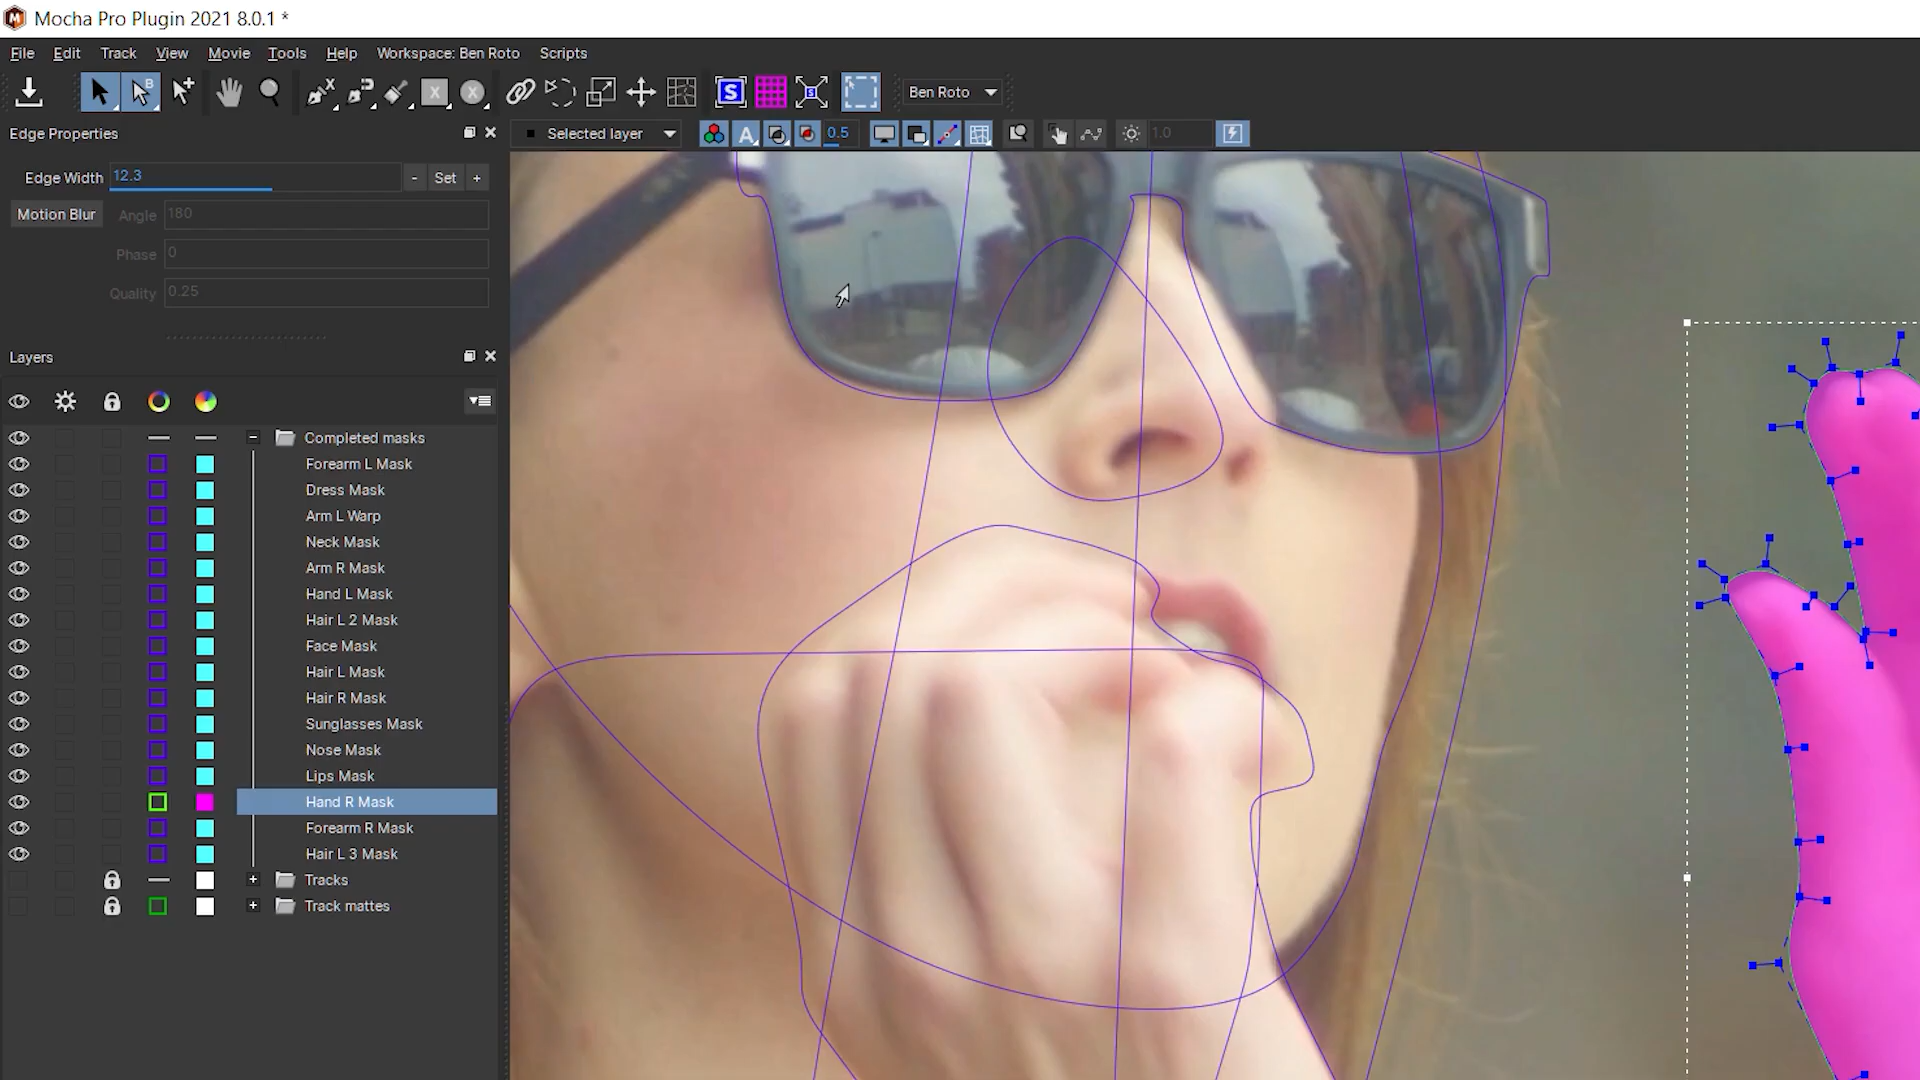 Mocha Pro Plugin 2021 8.0.1 *
File Edit Track View Movie Tools Help Workspace: Ben Roto Scripts
Ben Roto
Edge Properties
Selected layer
A
0.5
1.0
Edge Width 12.3 - Set +
Motion Blur Angle 180
Phase 0
Quality 0.25
Layers
Completed masks
Forearm L Mask
Dress Mask
Arm L Warp
Neck Mask
Arm R Mask
Hand L Mask
Hair L 2 Mask
Face Mask
Hair L Mask
Hair R Mask
Sunglasses Mask
Nose Mask
Lips Mask
Hand R Mask
Forearm R Mask
Hair L 3 Mask
Tracks
Track mattes